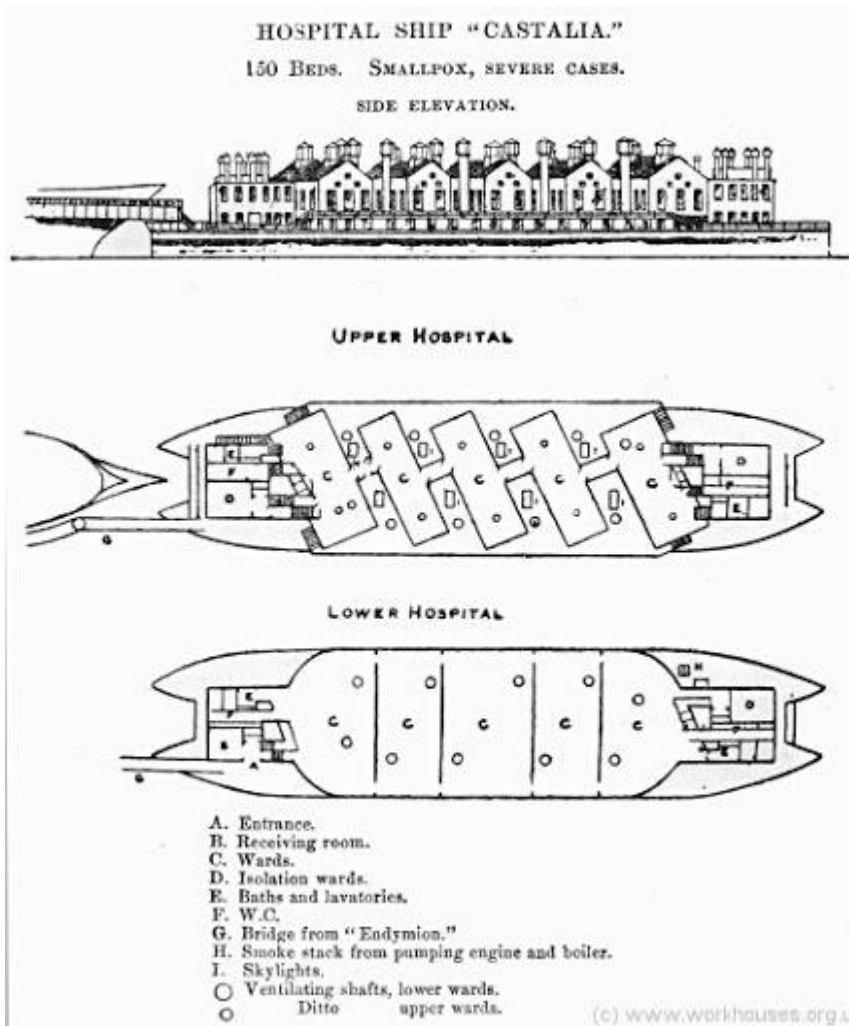 HOSPITAL SHIP "CASTALIA."
150 BEDS. SMALLPOX, SEVERE CASES.
SIDE ELEVATION.
UPPER HOSPITAL
E
F
D
C
C
C
C
C
D
F
E
G
LOWER HOSPITAL
H
E
F
B
A
C
C
C
C
C
D
F
E
G
A. Entrance.
B. Receiving room.
C. Wards.
D. Isolation wards.
E. Baths and lavatories.
F. W.C.
G. Bridge from "Endymion."
H. Smoke stack from pumping engine and boiler.
I. Skylights.
Ventilating shafts, lower wards.
Ditto upper wards.
(c) www.workhouses.org.u